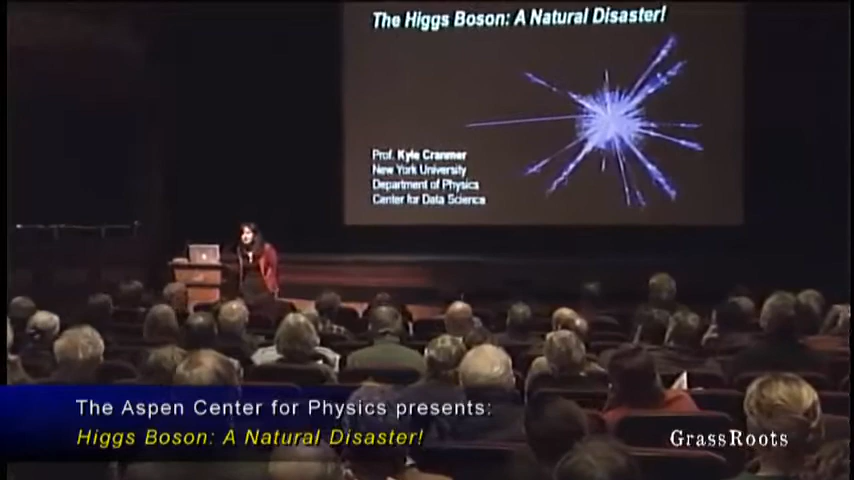 The Higgs Boson: A Natural Disaster!
Prof. Kyle Cranmer
New York University
Department of Physics
Center for Data Science
The Aspen Center for Physics presents:
Higgs Boson: A Natural Disaster!
GrassRoots